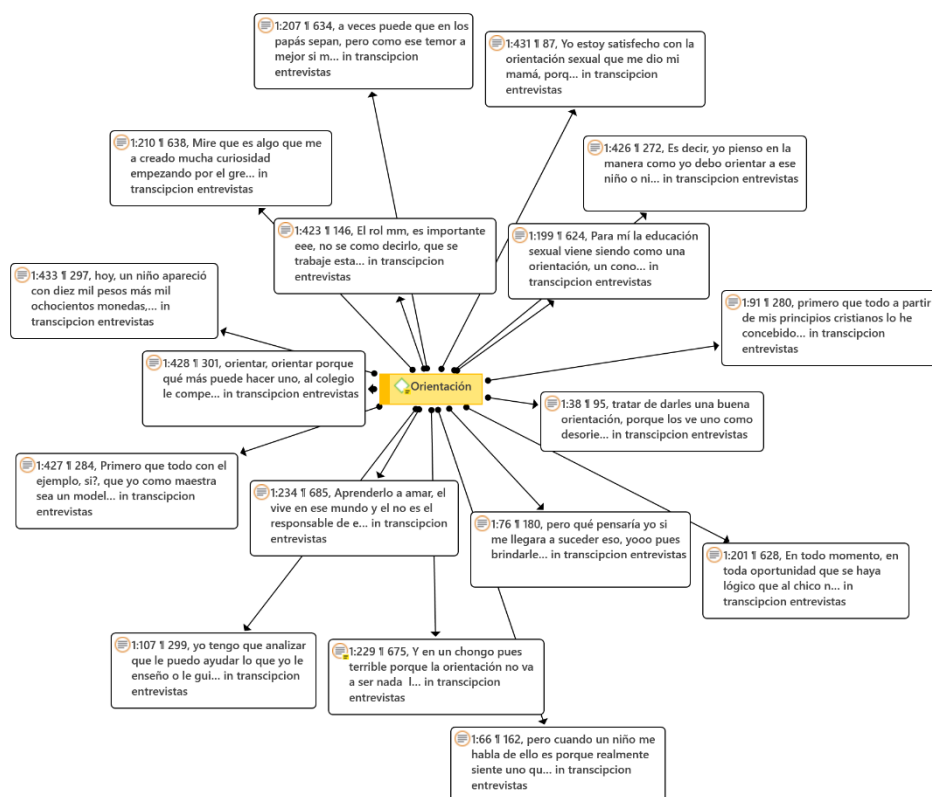 1:207 ¶ 634, a veces puede que en los
papás sepan, pero como ese temor a
mejor si m... in transcipcion
entrevistas
1:431 ¶ 87, Yo estoy satisfecho con la
orientación sexual que me dio mi
mamá, porq... in transcipcion
entrevistas
1:210 ¶ 638, Mire que es algo que me
a creado mucha curiosidad
empezando por el gre... in
transcipcion entrevistas
1:426 ¶ 272, Es decir, yo pienso en la
manera como yo debo orientar a ese
niño o ni... in transcipcion
entrevistas
1:423 ¶ 146, El rol mm, es importante
eee, no se como decirlo, que se
trabaje esta... in transcipcion
entrevistas
1:199 ¶ 624, Para mí la educación
sexual viene siendo como una
orientación, un cono... in
transcipcion entrevistas
1:433 ¶ 297, hoy, un niño apareció
con diez mil pesos más mil
ochocientos monedas,... in
transcipcion entrevistas
1:91 ¶ 280, primero que todo a partir
de mis principios cristianos lo he
concebido... in transcipcion
entrevistas
1:428 ¶ 301, orientar, orientar porque
qué más puede hacer uno, al colegio
le compe... in transcipcion
entrevistas
Orientación
1:38 ¶ 95, tratar de darles una buena
orientación, porque los ve uno como
desorie... in transcipcion entrevistas
1:427 ¶ 284, Primero que todo con el
ejemplo, si?, que yo como maestra
sea un model... in transcipcion
entrevistas
1:234 ¶ 685, Aprenderlo a amar, el
vive en ese mundo y el no es el
responsable de e... in transcipcion
entrevistas
1:76 ¶ 180, pero qué pensaría yo si
me llegara a suceder eso, yooo pues
brindarle... in transcipcion
entrevistas
1:201 ¶ 628, En todo momento, en
toda oportunidad que se haya
lógico que al chico n... in
transcipcion entrevistas
1:107 ¶ 299, yo tengo que analizar
que le puedo ayudar lo que yo le
enseño o le gui... in transcipcion
entrevistas
1:229 ¶ 675, Y en un chongo pues
terrible porque la orientación no va
a ser nada l... in transcipcion
entrevistas
1:66 ¶ 162, pero cuando un niño me
habla de ello es porque realmente
siente uno qu... in transcipcion
entrevistas